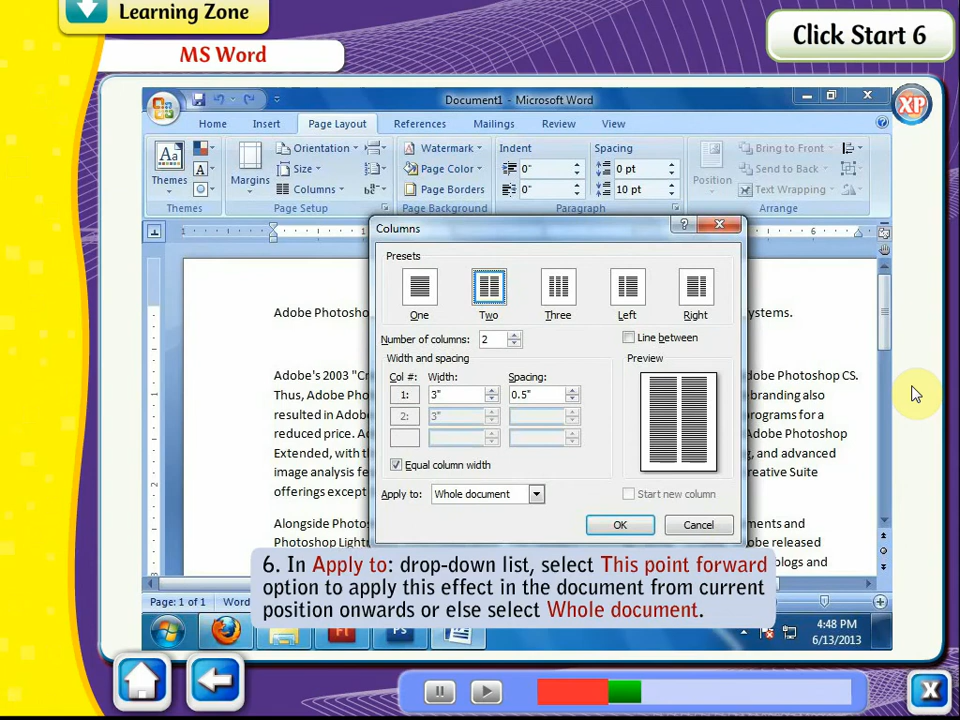 Learning Zone
Click Start 6
MS Word
Document1 - Microsoft Word
XP
Home Insert Page Layout References Mailings Review View
Orientation Watermark Indent Spacing Bring to Front
Size Page Color 0" 0 pt Send to Back
Themes Margins Columns Page Borders 0" 10 pt Position Text Wrapping
Themes Page Setup Page Background Paragraph Arrange
Columns
Presets
One Two Three Left Right
Number of columns: 2 Line between
Width and spacing Preview
Col #: Width: Spacing:
1: 3" 0.5"
2: 3"
Equal column width
Apply to: Whole document Start new column
OK Cancel
Adobe Photosho ystems.
Adobe's 2003 "Cr dobe Photoshop CS.
Thus, Adobe Pho branding also
resulted in Adob programs for a
reduced price. Ad Adobe Photoshop
Extended, with t g, and advanced
image analysis fe reative Suite
offerings except
Alongside Photos ments and
Photoshop Light obe released
logs and
6. In Apply to: drop-down list, select This point forward
option to apply this effect in the document from current
position onwards or else select Whole document.
Page: 1 of 1 Word
4:48 PM
6/13/2013